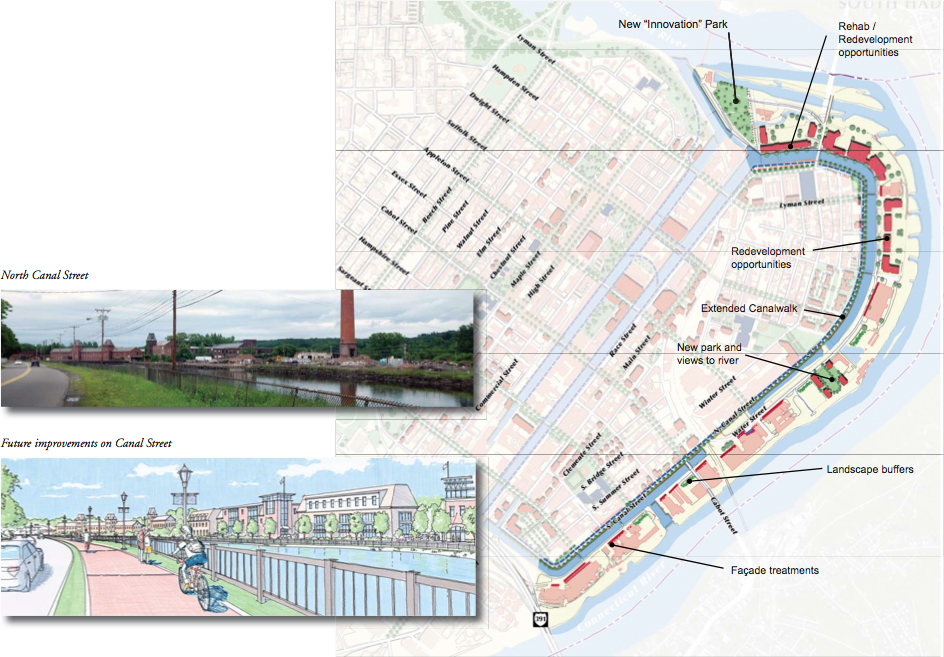 SOUTH HAD
New “Innovation” Park
Rehab /
Redevelopment
opportunities
Lyman Street
Hampden Street
Dwight Street
Suffolk Street
Appleton Street
Essex Street
Beech Street
Cabot Street
Pine Street
Walnut Street
Elm Street
Chestnut Street
Maple Street
High Street
Hampshire Street
Sargeant St
Lyman Street
Redevelopment
opportunities
Extended Canalwalk
North Canal Street
New park and
views to river
Race Street
Main Street
Commercial Street
Winter Street
N. Canal Street
Water Street
Future improvements on Canal Street
Clemente Street
S. Bridge Street
S. Summer Street
S. Canal Street
Landscape buffers
Cabot Street
Façade treatments
Connecticut River
391